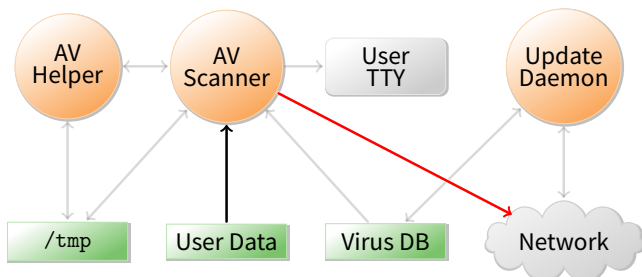 AV
Helper
AV
Scanner
User
TTY
Update
Daemon
/tmp
User Data
Virus DB
Network